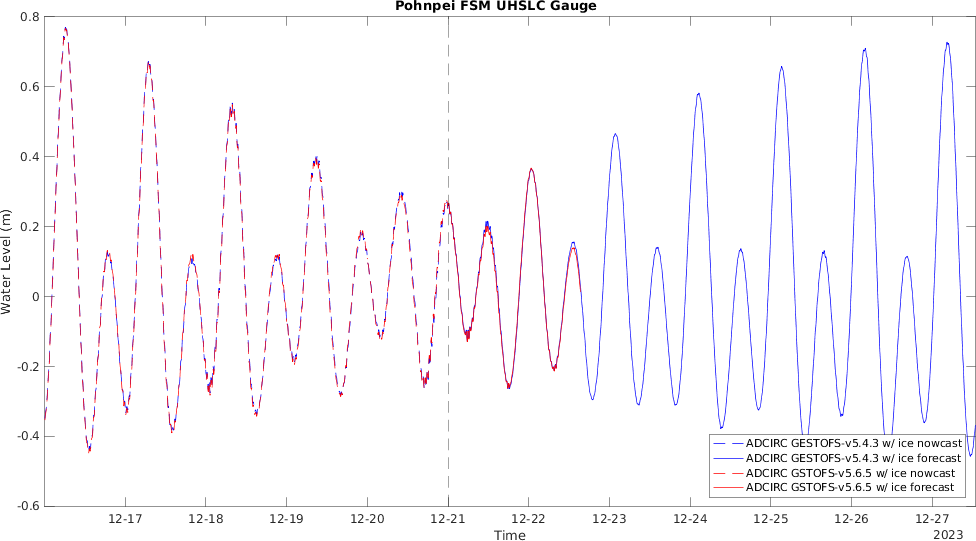 Pohnpei FSM UHSLC Gauge
0.8
0.6
0.4
0.2
0
-0.2
-0.4
-0.6
Water Level (m)
12-17 12-18 12-19 12-20 12-21 12-22 12-23 12-24 12-25 12-26 12-27
Time
2023
ADCIRC GESTOFS-v5.4.3 w/ ice nowcast
ADCIRC GESTOFS-v5.4.3 w/ ice forecast
ADCIRC GSTOFS-v5.6.5 w/ ice nowcast
ADCIRC GSTOFS-v5.6.5 w/ ice forecast